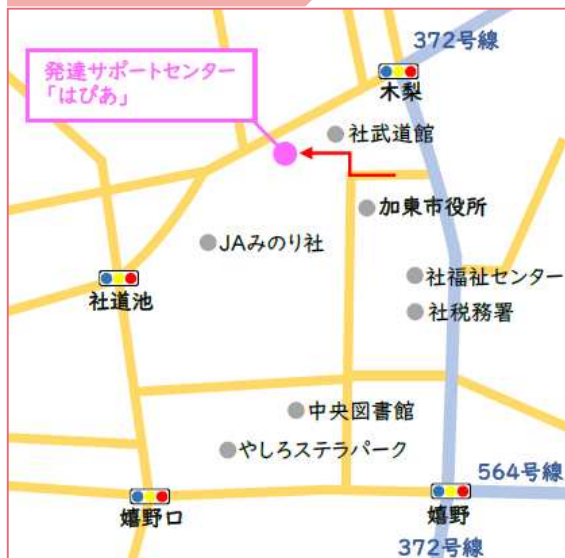 372号線
発達サポートセンター
「はぴあ」
木梨
社武道館
加東市役所
JAみのり社
社福祉センター
社道池
社税務署
中央図書館
やしろステラパーク
564号線
嬉野口
嬉野
372号線